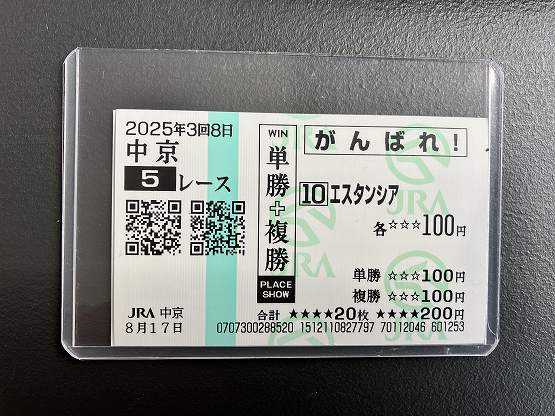 2025年3回8日
中京
5レース
JRA 中京
8月17日
WIN
単勝+複勝
PLACE
SHOW
がんばれ!
10エスタンシア
各☆☆☆100円
単勝 ☆☆☆100円
複勝 ☆☆☆100円
合計 ★★★★20枚 ★★★★200円
0707300288520 1512110827797 70112046 601253
JRA
JRA